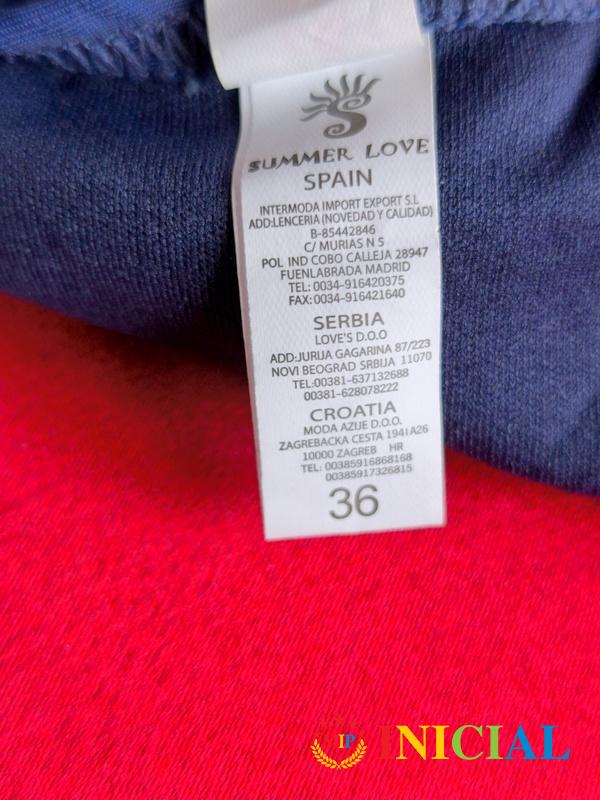 SUMMER LOVE
SPAIN
INTERMODA IMPORT EXPORT S.L
ADD:LENCERIA (NOVEDAD Y CALIDAD)
B-85442846
C/ MURIAS N 5
POL IND COBO CALLEJA 28947
FUENLABRADA MADRID
TEL:0034-916420375
FAX:0034-916421640
SERBIA
LOVE'S D.O.O
ADD:JURIJA GAGARINA 87/223
NOVI BEOGRAD SRBIJA 11070
TEL:00381-637132688
00381-628078222
CROATIA
MODA AZIJE D.O.O.
ZAGREBACKA CESTA 194IA26
10000 ZAGREB HR
TEL: 00385916868168
00385917326815
36
IP INICIAL